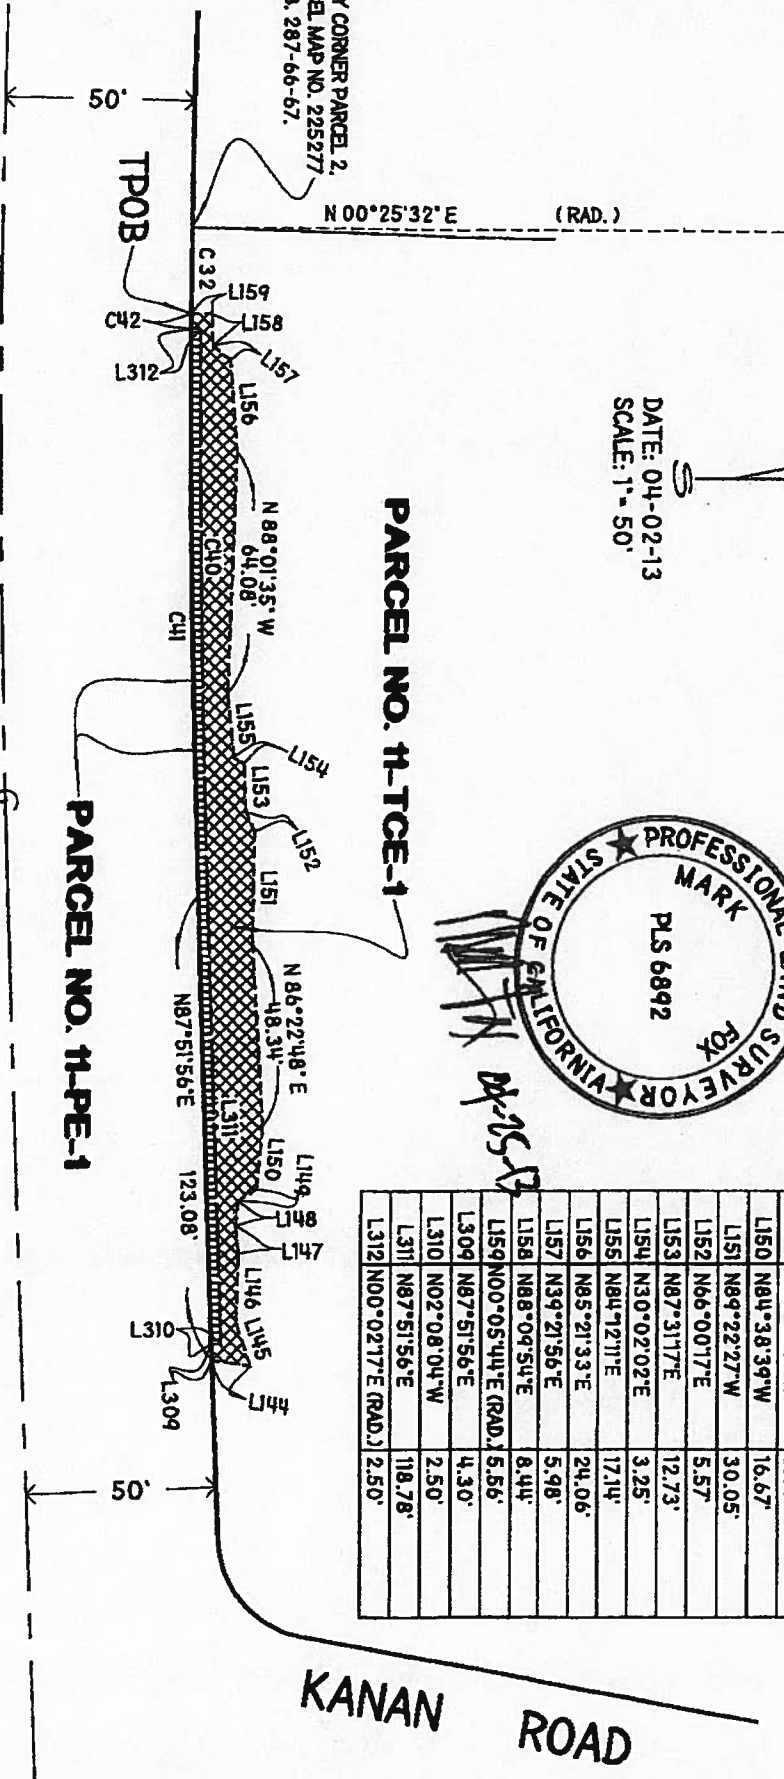 Y CORNER PARCEL 2,
EL MAP NO. 225277
287-66-67.
50'
TPOB
N 00°25'32" E (RAD.)
DATE: 04-02-13
SCALE: 1" = 50'
S
C32
L159
C42
L158
L312
L157
L156
N 88°01'35" W
64.08'
C40
C41
L155
L154
L153
L152
L151
N 86°22'48" E
48.34'
L311
L150
L149
L148
L147
L146
L145
L144
L310
L309
N87°51'56"E 123.08'
PARCEL NO. 11-TCE-1
PARCEL NO. 11-PE-1
PROFESSIONAL LAND SURVEYOR
MARK FOX
PLS 6892
STATE OF CALIFORNIA
L150 N84°38'39"W 16.67'
L151 N89°22'27"W 30.05'
L152 N66°00'17"E 5.57'
L153 N87°31'17"E 12.73'
L154 N30°02'02"E 3.25'
L155 N84°12'11"E 17.14'
L156 N85°21'33"E 24.06'
L157 N39°21'56"E 5.98'
L158 N88°09'54"E 8.44'
L159 N00°05'44"E (RAD.) 5.56'
L309 N87°51'56"E 4.30'
L310 N02°08'04"W 2.50'
L311 N87°51'56"E 118.78'
L312 N00°02'17"E (RAD.) 2.50'
50'
KANAN ROAD